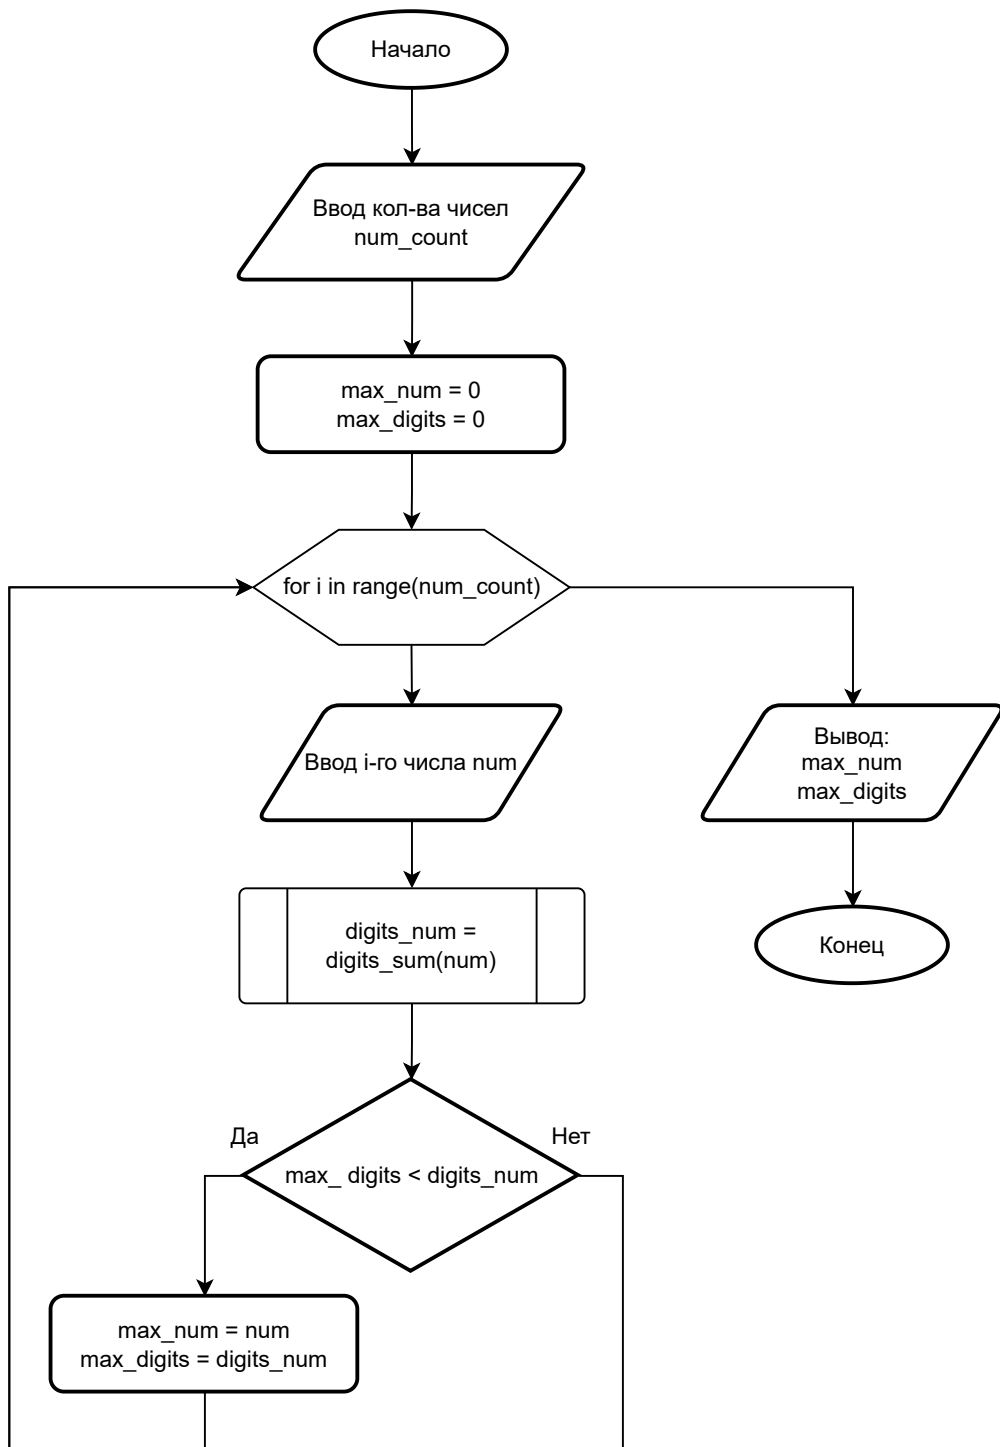 Начало
Ввод кол-ва чисел
num_count
max_num = 0
max_digits = 0
for i in range(num_count)
Ввод i-го числа num
Вывод:
max_num
max_digits
digits_num =
digits_sum(num)
Конец
Да
Нет
max_ digits < digits_num
max_num = num
max_digits = digits_num